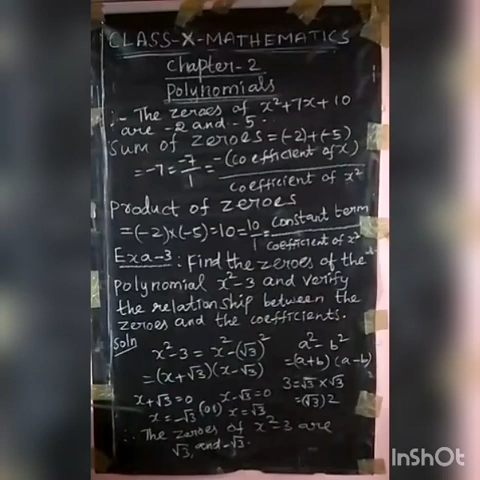 CLASS-X-MATHEMATICS
Chapter-2
Polynomials
∴ The zeroes of x²+7x+10
are -2 and -5.
Sum of zeroes = (-2)+(-5)
= -7 = -7/1 = -(coefficient of x)/coefficient of x²
Product of zeroes
= (-2)×(-5) = 10 = 10/1 = constant term/coefficient of x²
Exa-3: Find the zeroes of the
polynomial x²-3 and verify
the relationship between the
zeroes and the coefficients.
Soln
x²-3 = x²-(√3)²
a²-b²
=(x+√3)(x-√3)
=(a+b)(a-b)
3=√3×√3
=(√3)2
x+√3=0
x-√3=0
x=-√3 (or) x=√3
∴ The zeroes of x²-3 are
√3, and -√3.
InShOt